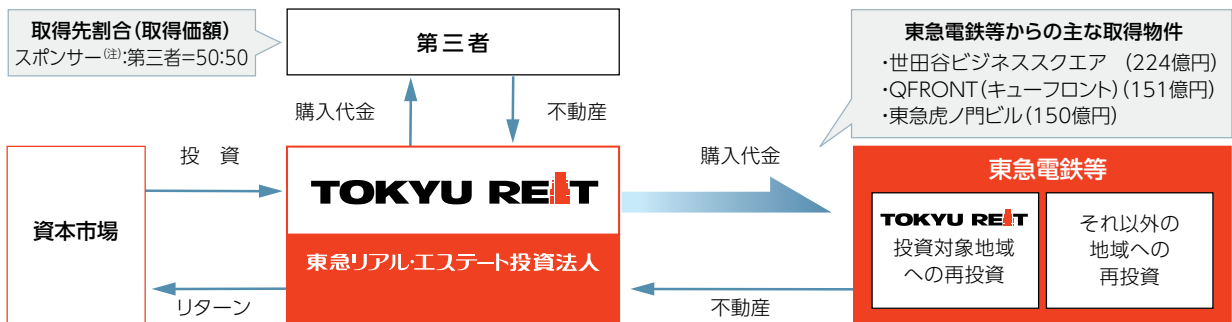 取得先割合(取得価額)
スポンサー(注):第三者=50:50
第三者
東急電鉄等からの主な取得物件
・世田谷ビジネススクエア (224億円)
・QFRONT(キューフロント)(151億円)
・東急虎ノ門ビル(150億円)
購入代金
不動産
投 資
購入代金
資本市場
TOKYU REIT
東急リアル・エステート投資法人
リターン
不動産
東急電鉄等
TOKYU REIT
投資対象地域
への再投資
それ以外の
地域への
再投資